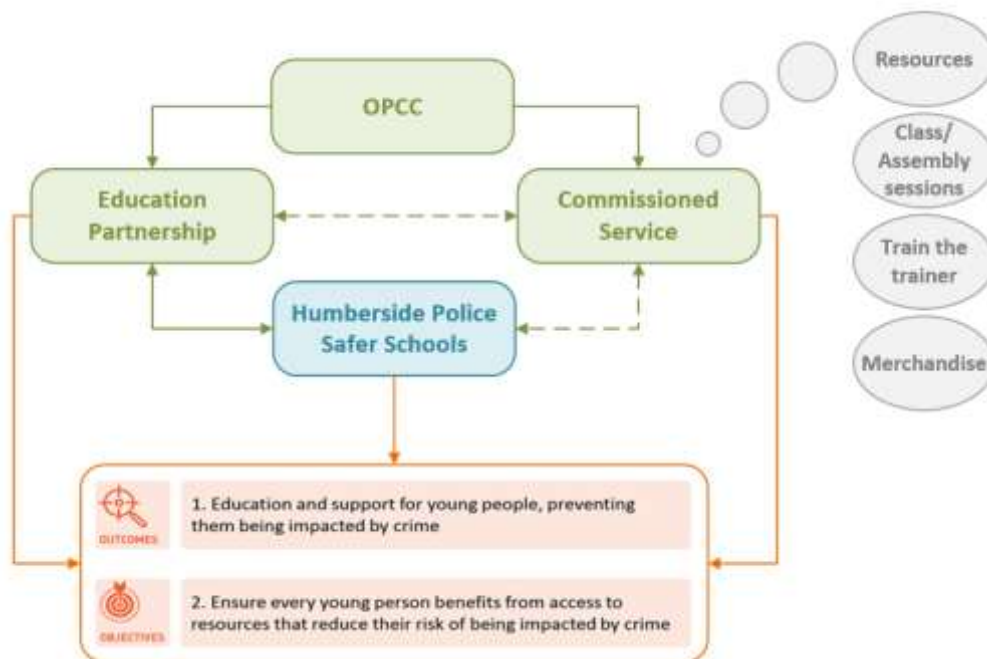 OPCC
Education
Partnership
Commissioned
Service
Humberside Police
Safer Schools
Resources
Class/
Assembly
sessions
Train the
trainer
Merchandise
OUTCOMES
1. Education and support for young people, preventing
them being impacted by crime
OBJECTIVES
2. Ensure every young person benefits from access to
resources that reduce their risk of being impacted by crime